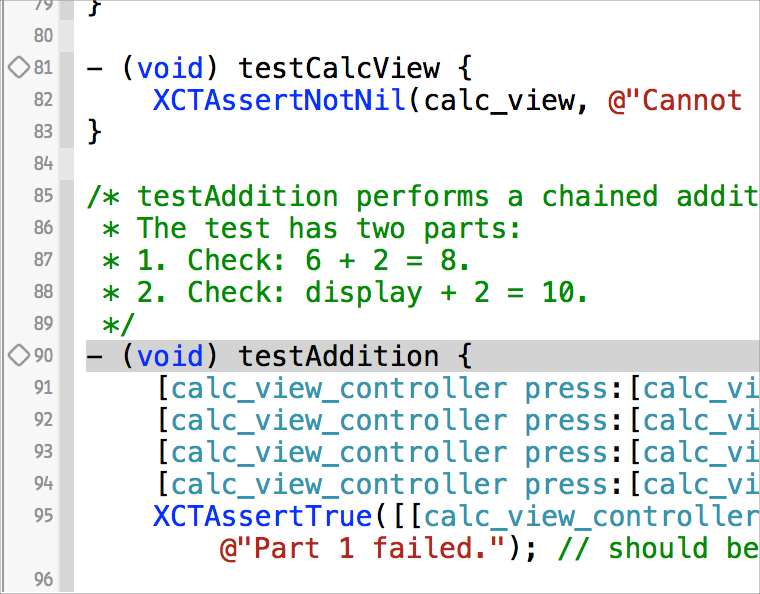 79 }
80
81 - (void) testCalcView {
82 XCTAssertNotNil(calc_view, @"Cannot
83 }
84
85 /* testAddition performs a chained addit
86 * The test has two parts:
87 * 1. Check: 6 + 2 = 8.
88 * 2. Check: display + 2 = 10.
89 */
90 - (void) testAddition {
91 [calc_view_controller press:[calc_vi
92 [calc_view_controller press:[calc_vi
93 [calc_view_controller press:[calc_vi
94 [calc_view_controller press:[calc_vi
95 XCTAssertTrue([[calc_view_controller
@"Part 1 failed."); // should be
96